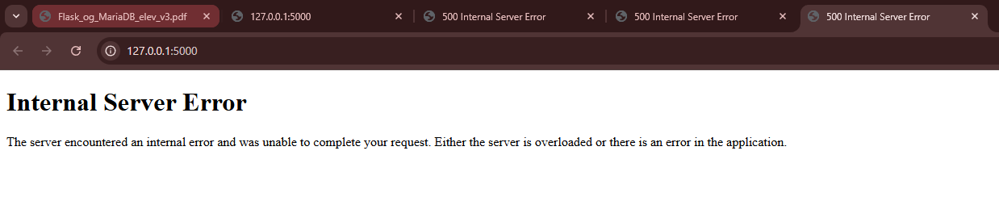 Flask_og_MariaDB_elev_v3.pdf
127.0.0.1:5000
500 Internal Server Error
500 Internal Server Error
500 Internal Server Error
127.0.0.1:5000
Internal Server Error
The server encountered an internal error and was unable to complete your request. Either the server is overloaded or there is an error in the application.